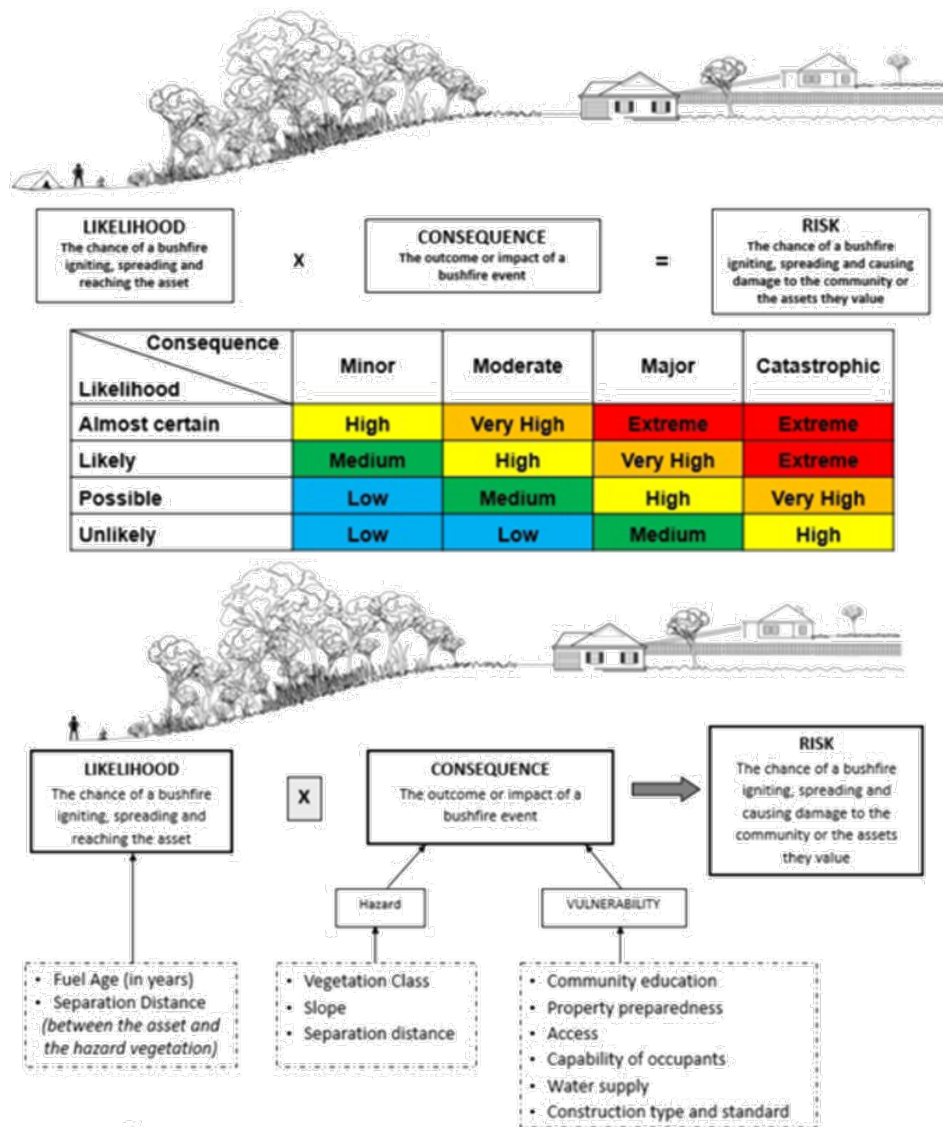 LIKELIHOOD
The chance of a bushfire
igniting, spreading and
reaching the asset
X
CONSEQUENCE
The outcome or impact of a
bushfire event
=
RISK
The chance of a bushfire
igniting, spreading and causing
damage to the community or
the assets they value
Consequence
Likelihood
Minor Moderate Major Catastrophic
Almost certain High Very High Extreme Extreme
Likely Medium High Very High Extreme
Possible Low Medium High Very High
Unlikely Low Low Medium High
LIKELIHOOD
The chance of a bushfire
igniting, spreading and
reaching the asset
X
CONSEQUENCE
The outcome or impact of a
bushfire event
RISK
The chance of a bushfire
igniting, spreading and
causing damage to the
community or the assets
they value
Hazard
VULNERABILITY
• Fuel Age (in years)
• Separation Distance
(between the asset and
the hazard vegetation)
• Vegetation Class
• Slope
• Separation distance
• Community education
• Property preparedness
• Access
• Capability of occupants
• Water supply
• Construction type and standard